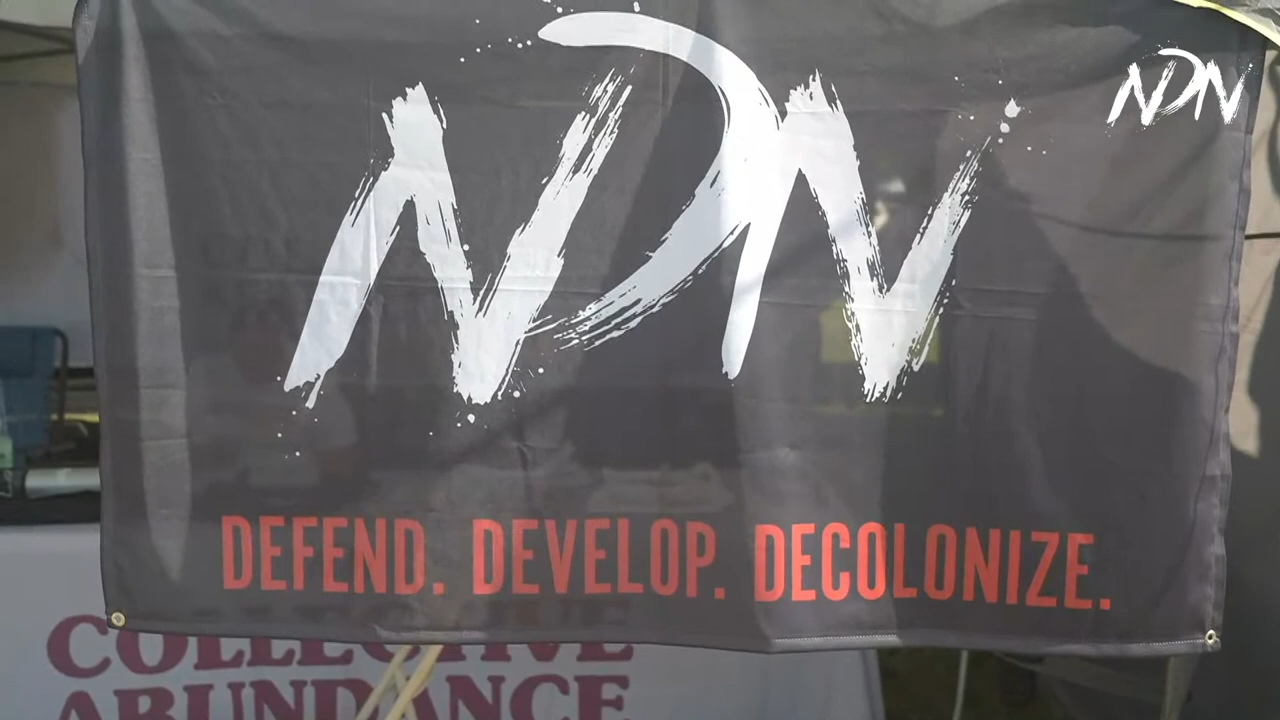 NDN
NDN
DEFEND. DEVELOP. DECOLONIZE.
COLLECTIVE
ABUNDANCE